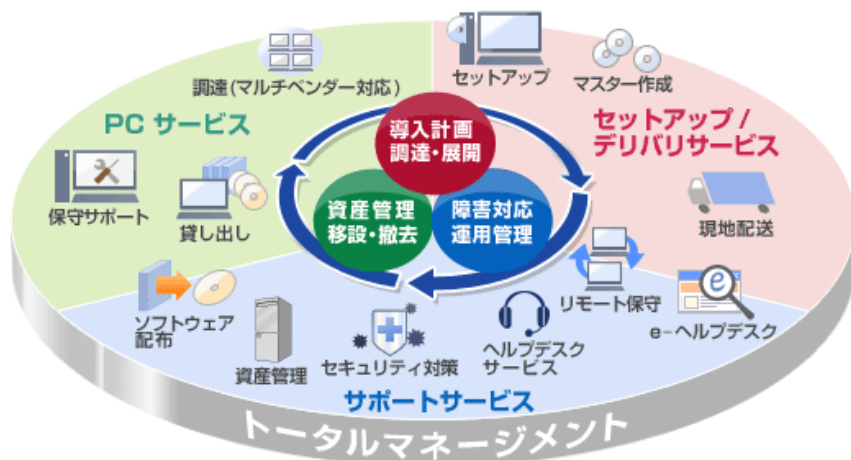 調達(マルチベンダー対応)
PC サービス
保守サポート
貸し出し
セットアップ
マスター作成
セットアップ /
デリバリサービス
現地配送
導入計画
調達・展開
資産管理
移設・撤去
障害対応
運用管理
ソフトウェア
配布
資産管理
セキュリティ対策
ヘルプデスク
サービス
リモート保守
e
e-ヘルプデスク
サポートサービス
トータルマネージメント